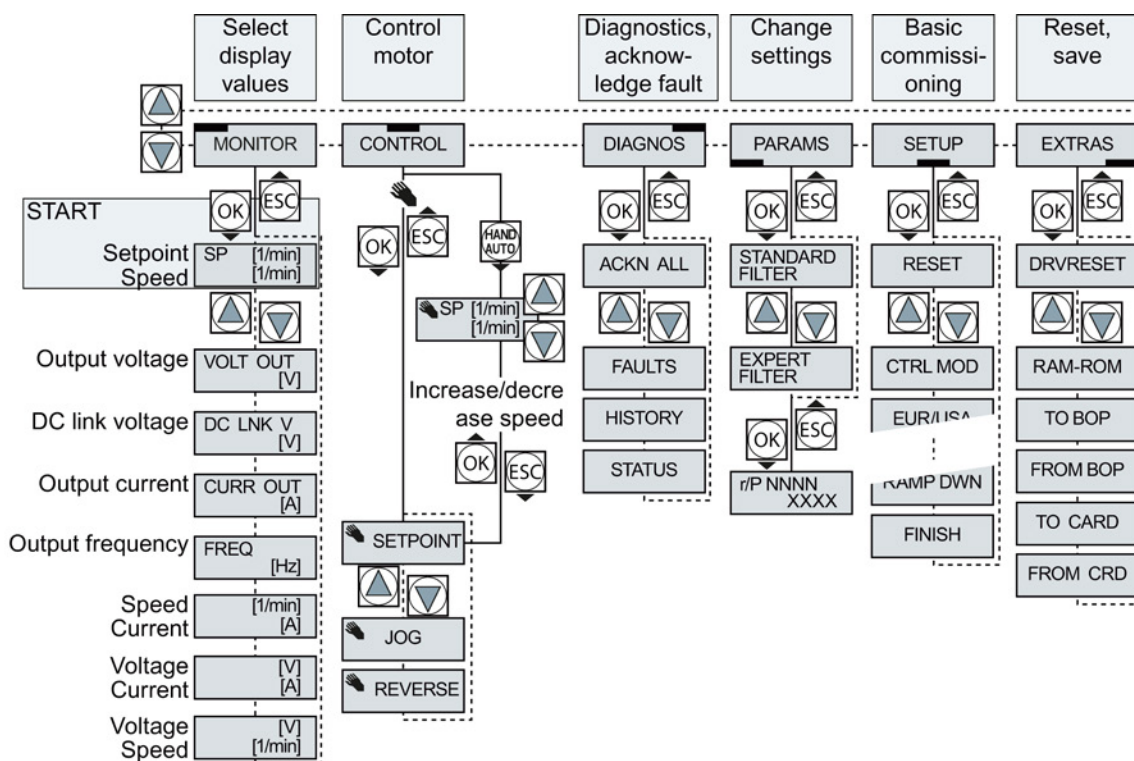 Select
display
values
Control
motor
Diagnostics,
acknow-
ledge fault
Change
settings
Basic
commissi-
oning
Reset,
save
MONITOR
CONTROL
DIAGNOS
PARAMS
SETUP
EXTRAS
START
OK
ESC
Setpoint
Speed
SP [1/min]
[1/min]
Output voltage
VOLT OUT
[V]
DC link voltage
DC LNK V
[V]
Output current
CURR OUT
[A]
Output frequency
FREQ
[Hz]
Speed
Current
[1/min]
[A]
Voltage
Current
[V]
[A]
Voltage
Speed
[V]
[1/min]
OK
ESC
HAND
AUTO
SP [1/min]
[1/min]
Increase/decre
ase speed
OK
ESC
SETPOINT
JOG
REVERSE
OK
ESC
ACKN ALL
FAULTS
HISTORY
STATUS
OK
ESC
STANDARD
FILTER
EXPERT
FILTER
OK
ESC
r/P NNNN
XXXX
OK
ESC
RESET
CTRL MOD
EUR/USA
RAMP DWN
FINISH
OK
ESC
DRVRESET
RAM-ROM
TO BOP
FROM BOP
TO CARD
FROM CRD